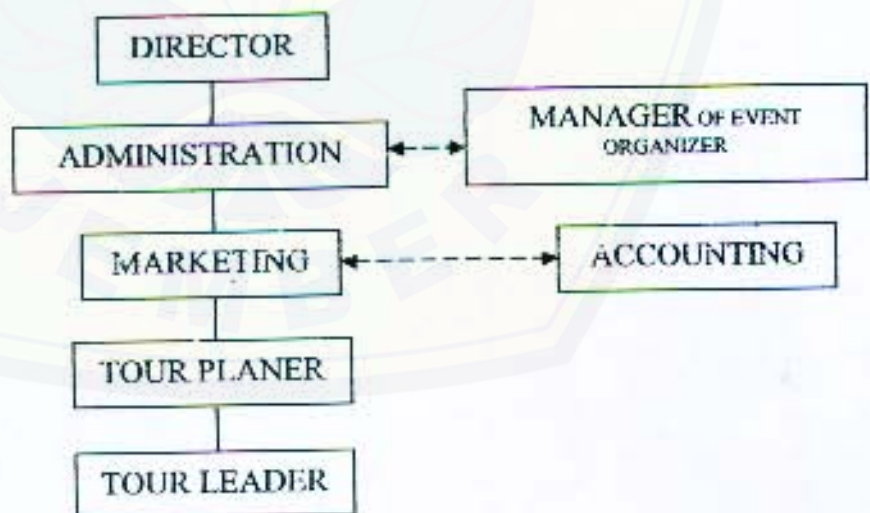 DIRECTOR
ADMINISTRATION
MANAGER OF EVENT
ORGANIZER
MARKETING
ACCOUNTING
TOUR PLANER
TOUR LEADER